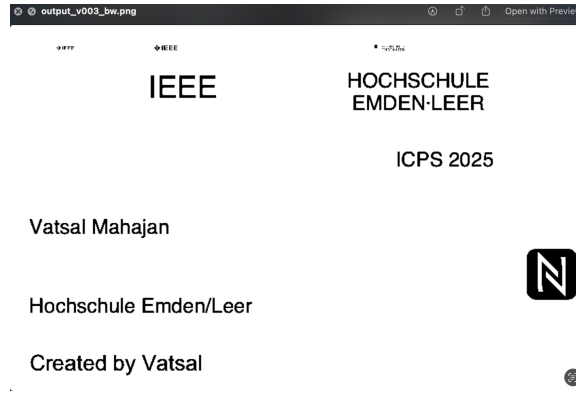 output_v003_bw.png
Open with Preview
IEEE
IEEE
HOCHSCHULE
EMDEN·LEER
ICPS 2025
Vatsal Mahajan
Hochschule Emden/Leer
Created by Vatsal